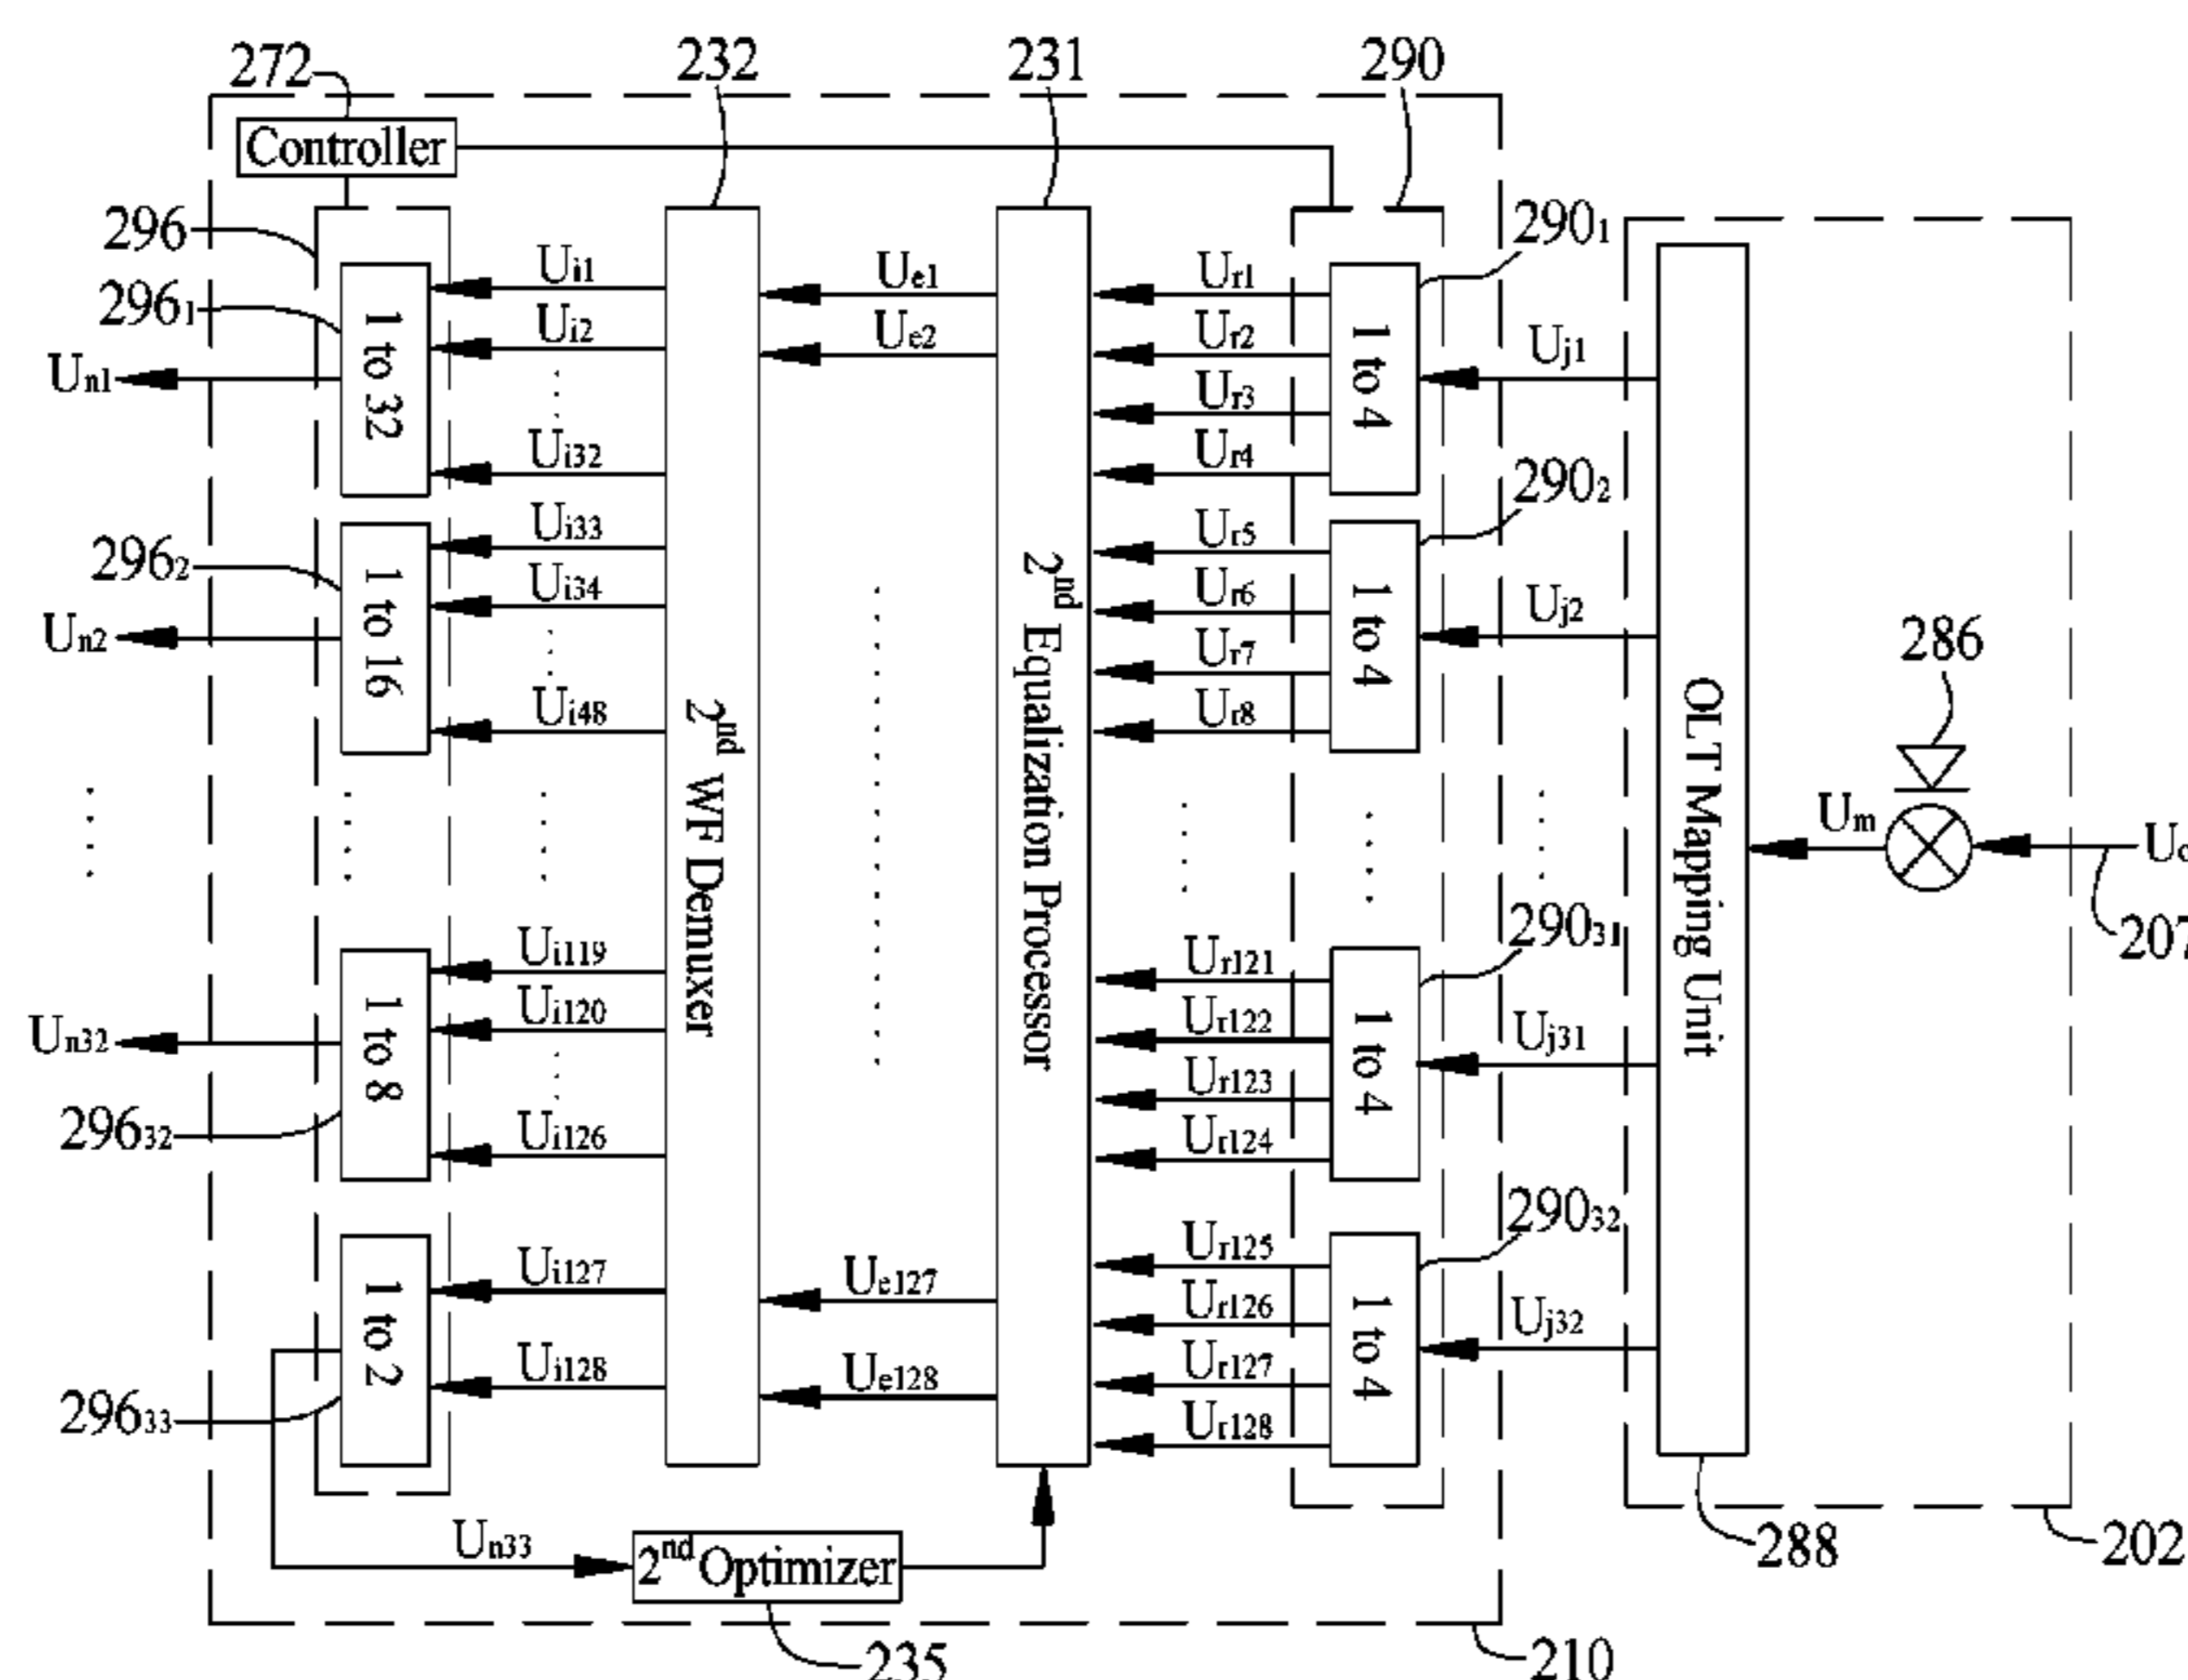 272
232
231
290
Controller
296
296₁
Un1
1 to 32
Ui1
Ui2
Ui32
Ue1
Ue2
Ur1
Ur2
Ur3
Ur4
1 to 4
290₁
Uj1
296₂
Un2
1 to 16
Ui33
Ui34
Ui48
Ur5
Ur6
Ur7
Ur8
1 to 4
290₂
Uj2
2nd WF Demuxer
2nd Equalization Processor
OLT Mapping Unit
286
Um
207
Un32
296₃₂
1 to 8
Ui119
Ui120
Ui126
Ur121
Ur122
Ur123
Ur124
1 to 4
290₃₁
Uj31
296₃₃
1 to 2
Ui127
Ui128
Ue127
Ue128
Ur125
Ur126
Ur127
Ur128
1 to 4
290₃₂
Uj32
Un33
2nd Optimizer
235
210
288
202